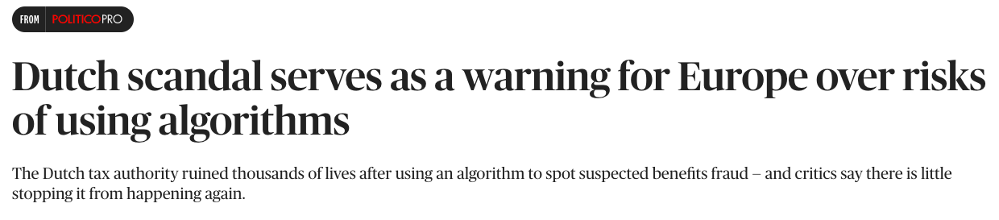 FROM POLITICO PRO
Dutch scandal serves as a warning for Europe over risks
of using algorithms
The Dutch tax authority ruined thousands of lives after using an algorithm to spot suspected benefits fraud — and critics say there is little
stopping it from happening again.